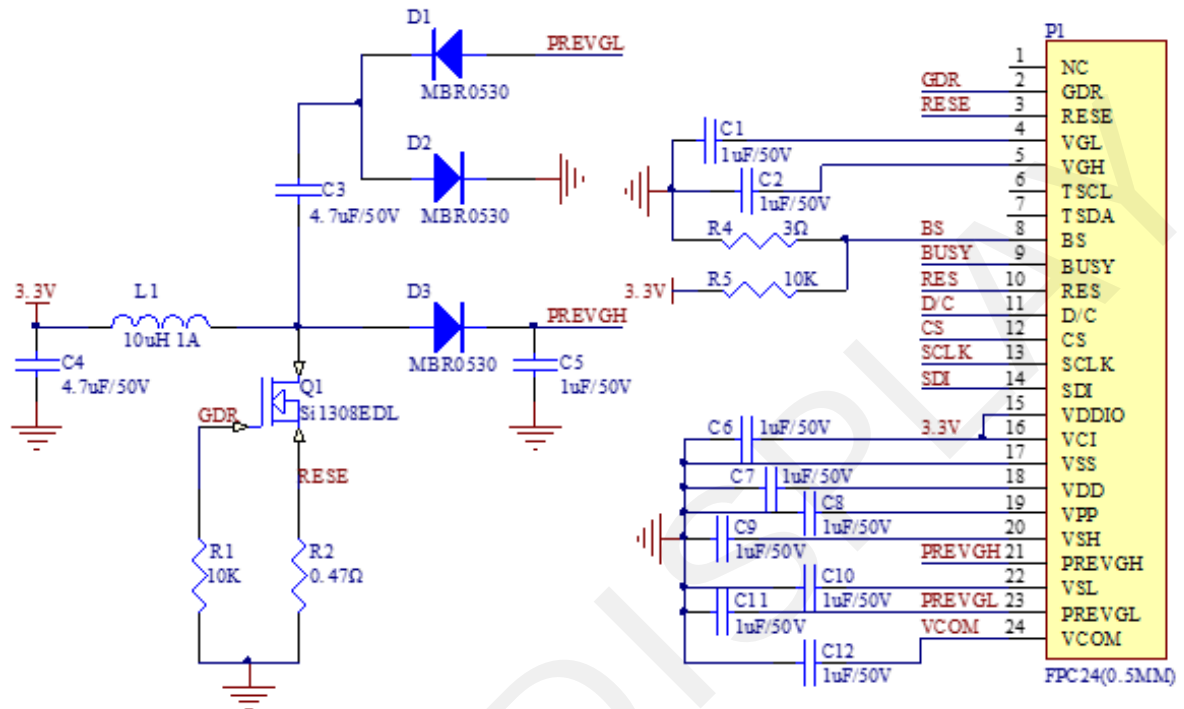 D1
PREVGL
MBR0530
D2
MBR0530
C3
4.7uF/50V
3.3V
L1
10uH 1A
D3
PREVGH
MBR0530
C4
4.7uF/50V
C5
1uF/50V
Q1
Si1308EDL
GDR
RESE
R1
10K
R2
0.47Ω
P1
1 NC
GDR 2 GDR
RESE 3 RESE
C1 4 VGL
1uF/50V
5 VGH
C2 6 TSCL
1uF/50V
7 TSDA
R4 3Ω BS 8 BS
BUSY 9 BUSY
R5 10K RES 10 RES
3.3V
D/C 11 D/C
CS 12 CS
SCLK 13 SCLK
SDI 14 SDI
15 VDDIO
C6 1uF/50V 3.3V 16 VCI
17 VSS
C7 1uF/50V 18 VDD
C8 19 VPP
1uF/50V
C9 20 VSH
1uF/50V
PREVGH 21 PREVGH
C10 22 VSL
1uF/50V
C11 PREVGL 23 PREVGL
1uF/50V
VCOM 24 VCOM
C12
1uF/50V
FPC24(0.5MM)
DISPLAY